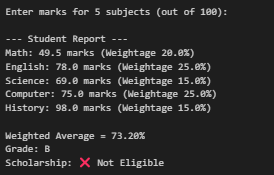 Enter marks for 5 subjects (out of 100):
--- Student Report ---
Math: 49.5 marks (Weightage 20.0%)
English: 78.0 marks (Weightage 25.0%)
Science: 69.0 marks (Weightage 15.0%)
Computer: 75.0 marks (Weightage 25.0%)
History: 98.0 marks (Weightage 15.0%)
Weighted Average = 73.20%
Grade: B
Scholarship: ❌ Not Eligible